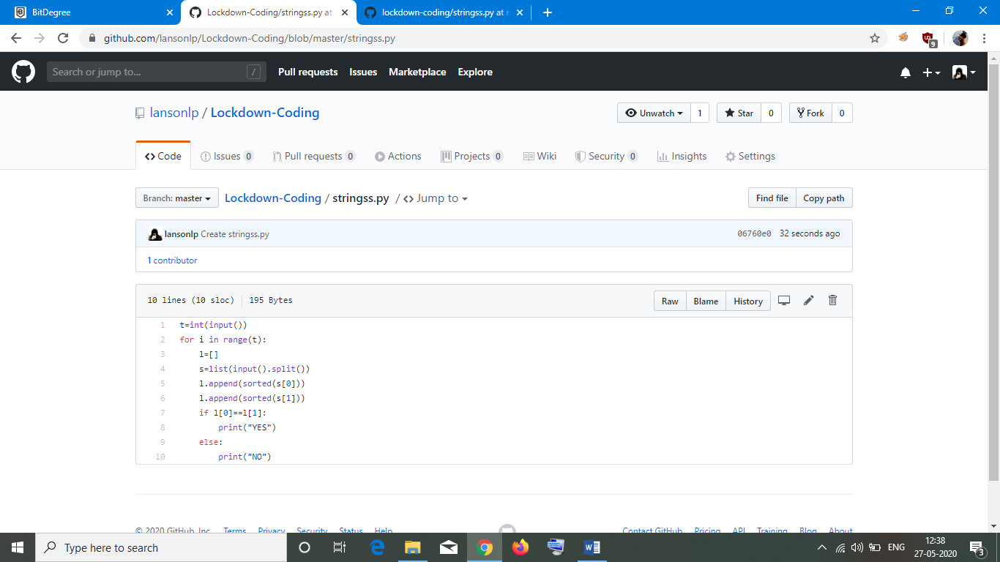 BitDegree
Lockdown-Coding/stringss.py at
lockdown-coding/stringss.py at
github.com/lansonlp/Lockdown-Coding/blob/master/stringss.py
9
Search or jump to... /
Pull requests Issues Marketplace Explore
lansonlp / Lockdown-Coding
Unwatch 1 Star 0 Fork 0
Code Issues 0 Pull requests 0 Actions Projects 0 Wiki Security 0 Insights Settings
Branch: master Lockdown-Coding / stringss.py / Jump to Find file Copy path
lansonlp Create stringss.py 06760e0 32 seconds ago
1 contributor
10 lines (10 sloc) 195 Bytes Raw Blame History
1 t=int(input())
2 for i in range(t):
3     l=[]
4     s=list(input().split())
5     l.append(sorted(s[0]))
6     l.append(sorted(s[1]))
7     if l[0]==l[1]:
8         print("YES")
9     else:
10         print("NO")
© 2020 GitHub, Inc. Terms Privacy Security Status Help Contact GitHub Pricing API Training Blog About
Type here to search
ENG
12:38
27-05-2020
3